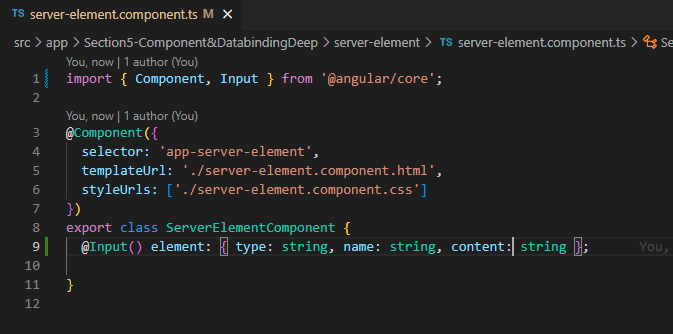 TS server-element.component.ts M ×
src > app > Section5-Component&DatabindingDeep > server-element > TS server-element.component.ts > Se
You, now | 1 author (You)
1 import { Component, Input } from '@angular/core';
2
You, now | 1 author (You)
3 @Component({
4 selector: 'app-server-element',
5 templateUrl: './server-element.component.html',
6 styleUrls: ['./server-element.component.css']
7 })
8 export class ServerElementComponent {
9 @Input() element: { type: string, name: string, content: string }; You,
10
11 }
12